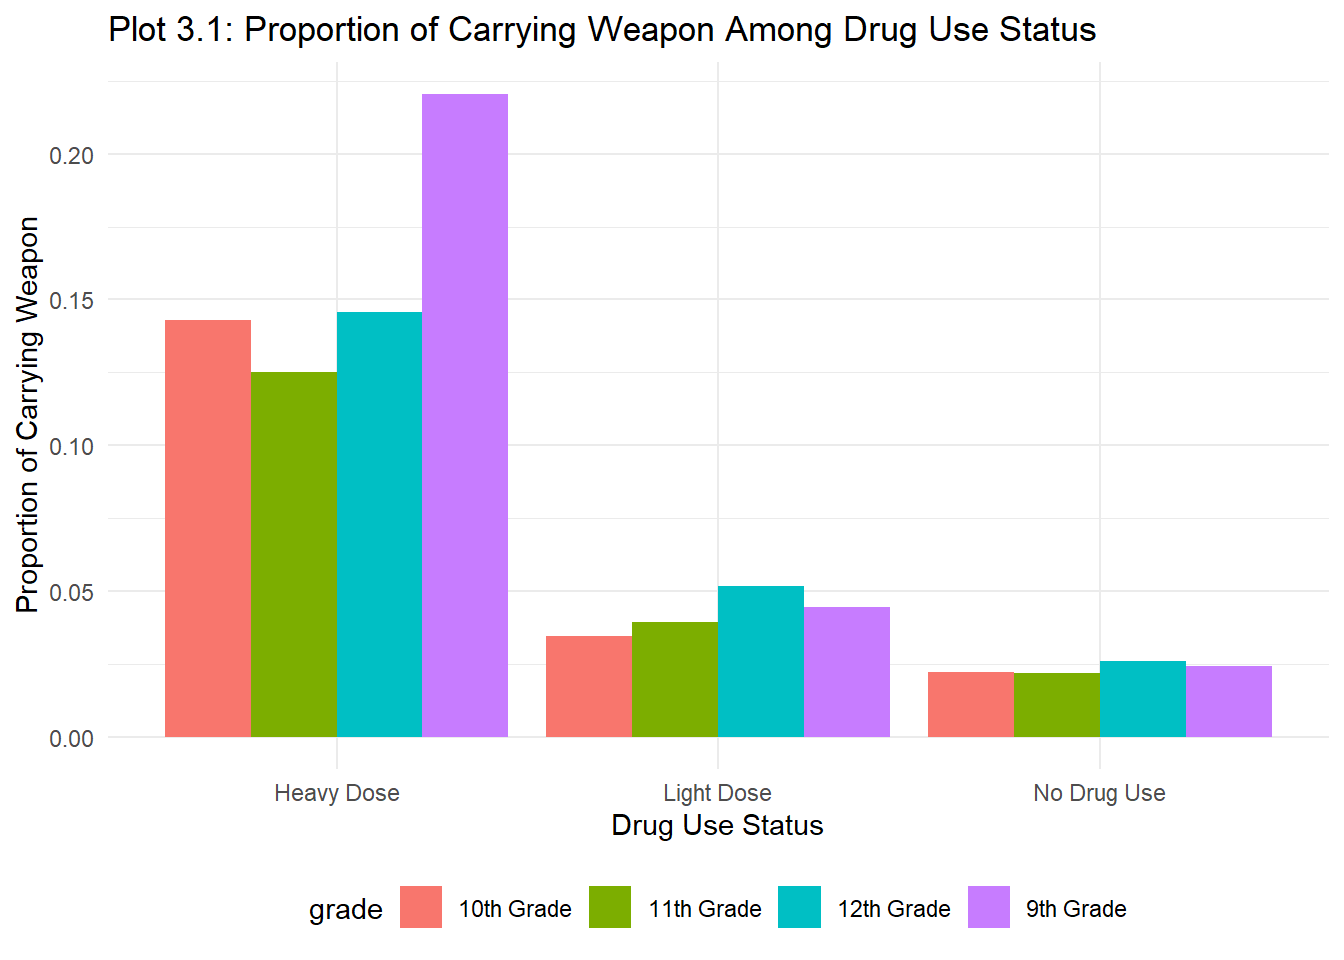 Plot 3.1: Proportion of Carrying Weapon Among Drug Use Status
Proportion of Carrying Weapon
0.20
0.15
0.10
0.05
0.00
Heavy Dose Light Dose No Drug Use
Drug Use Status
grade 10th Grade 11th Grade 12th Grade 9th Grade